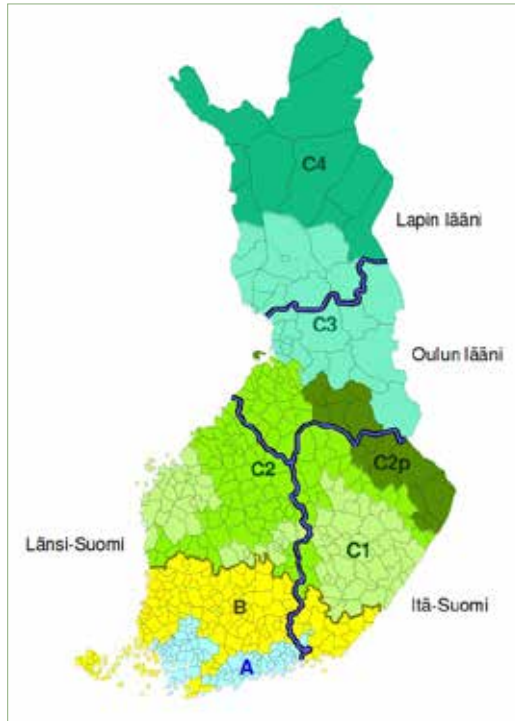 C4
Lapin lääni
C3
Oulun lääni
C2
C2p
Länsi-Suomi
C1
B
Itä-Suomi
A